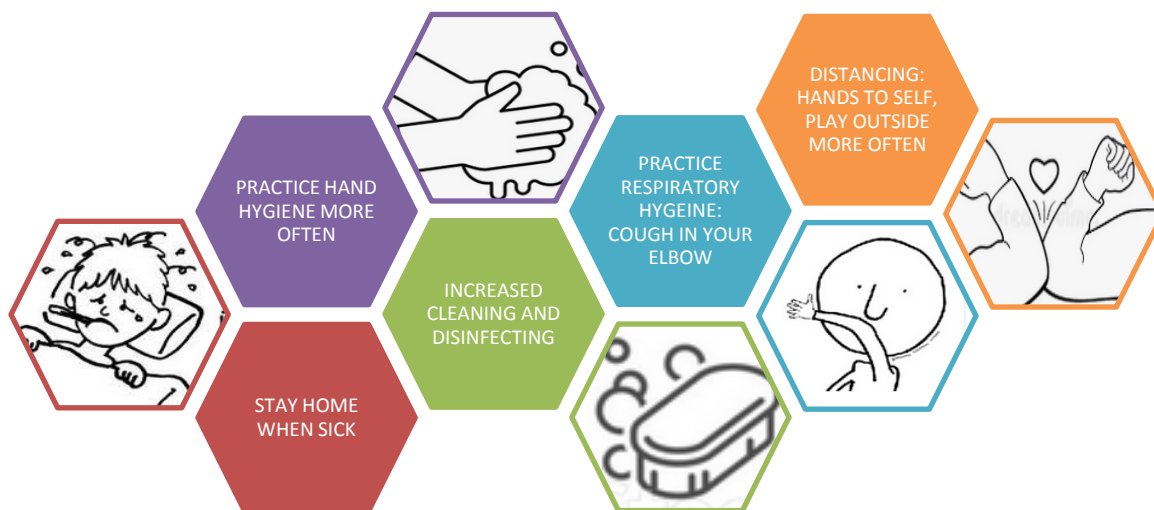 STAY HOME
WHEN SICK
PRACTICE HAND
HYGIENE MORE
OFTEN
INCREASED
CLEANING AND
DISINFECTING
PRACTICE
RESPIRATORY
HYGEINE:
COUGH IN YOUR
ELBOW
DISTANCING:
HANDS TO SELF,
PLAY OUTSIDE
MORE OFTEN